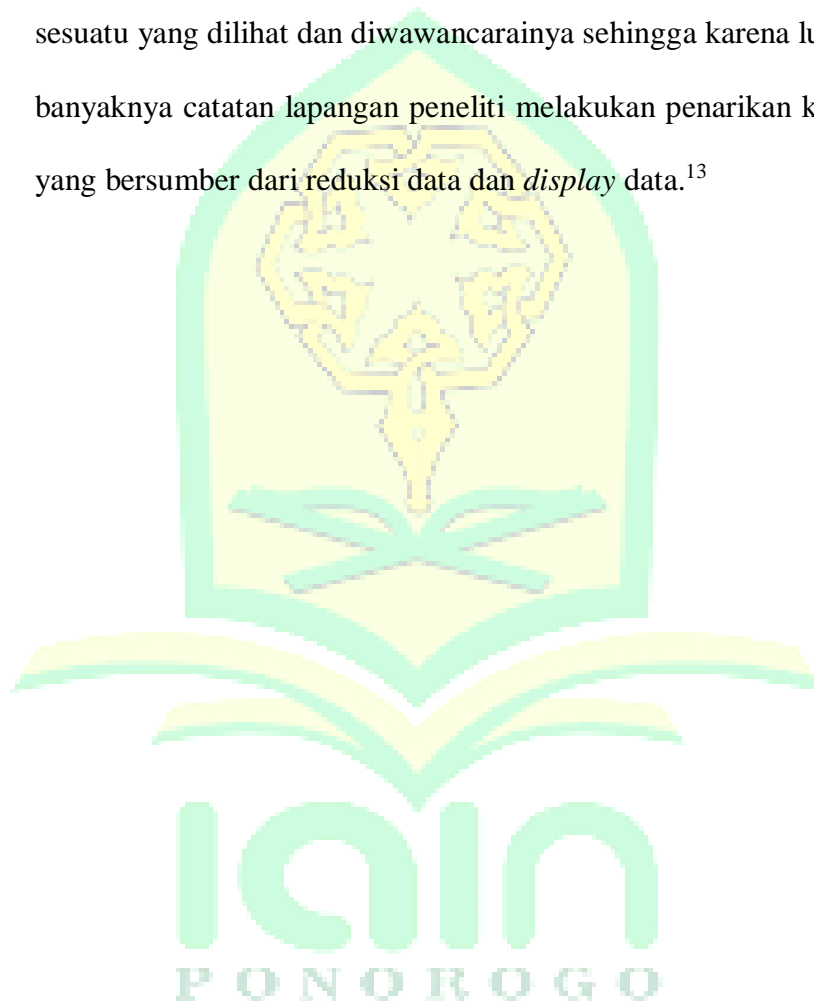 sesuatu yang dilihat dan diwawancarainya sehingga karena lu
banyaknya catatan lapangan peneliti melakukan penarikan k
yang bersumber dari reduksi data dan display data.13
iain
PONOROGO